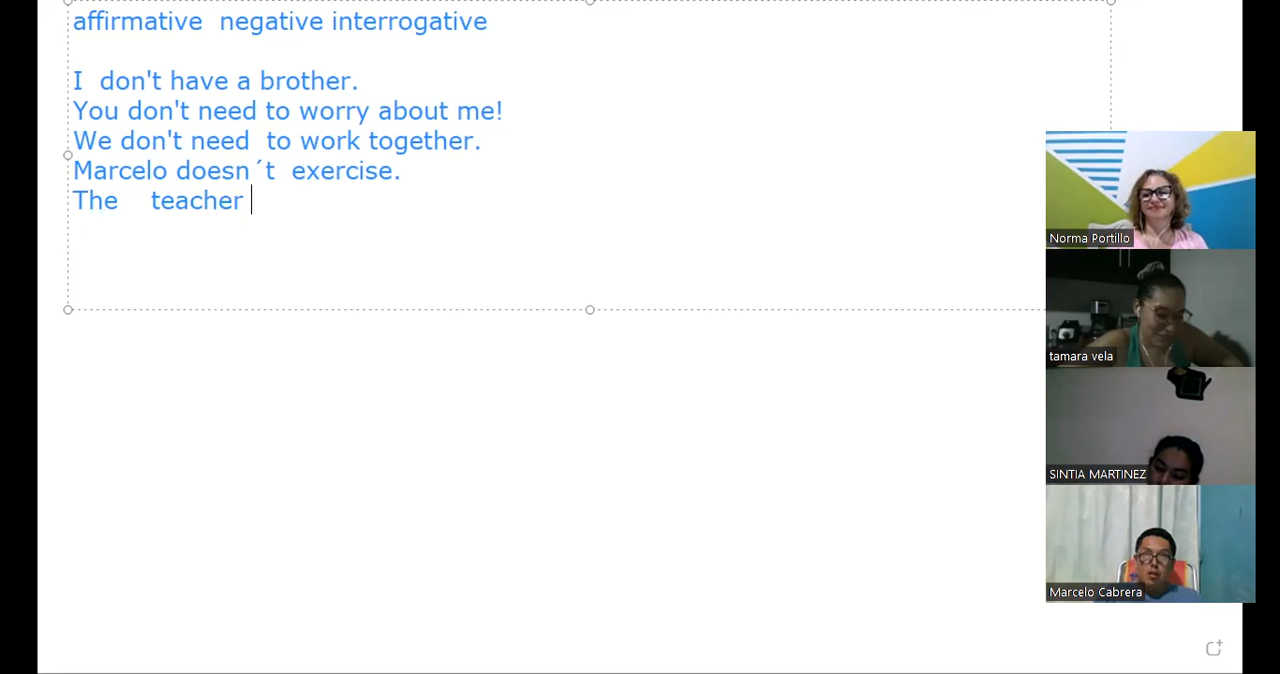 affirmative  negative interrogative
I  don't have a brother.
You don't need to worry about me!
We don't need  to work together.
Marcelo doesn´t  exercise.
The    teacher
Norma Portillo
tamara vela
SINTIA MARTINEZ
Marcelo Cabrera